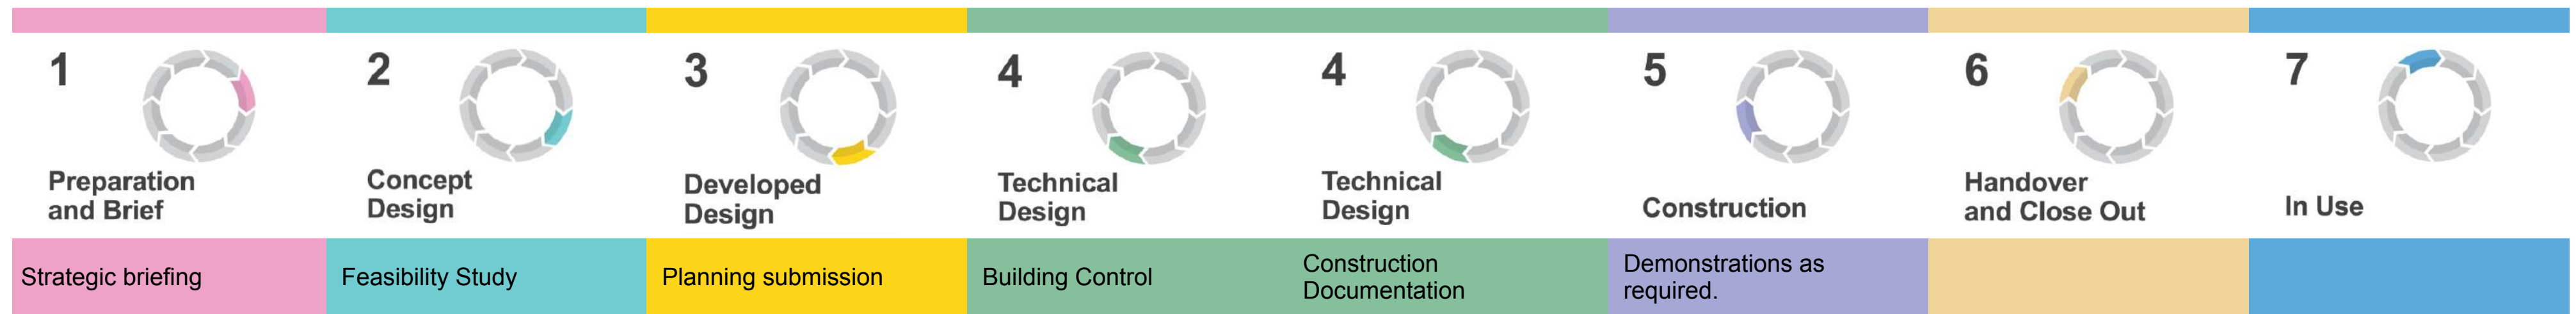 1
2
3
4
4
5
6
7
Preparation
and Brief
Concept
Design
Developed
Design
Technical
Design
Technical
Design
Construction
Handover
and Close Out
In Use
Strategic briefing
Feasibility Study
Planning submission
Building Control
Construction
Documentation
Demonstrations as
required.